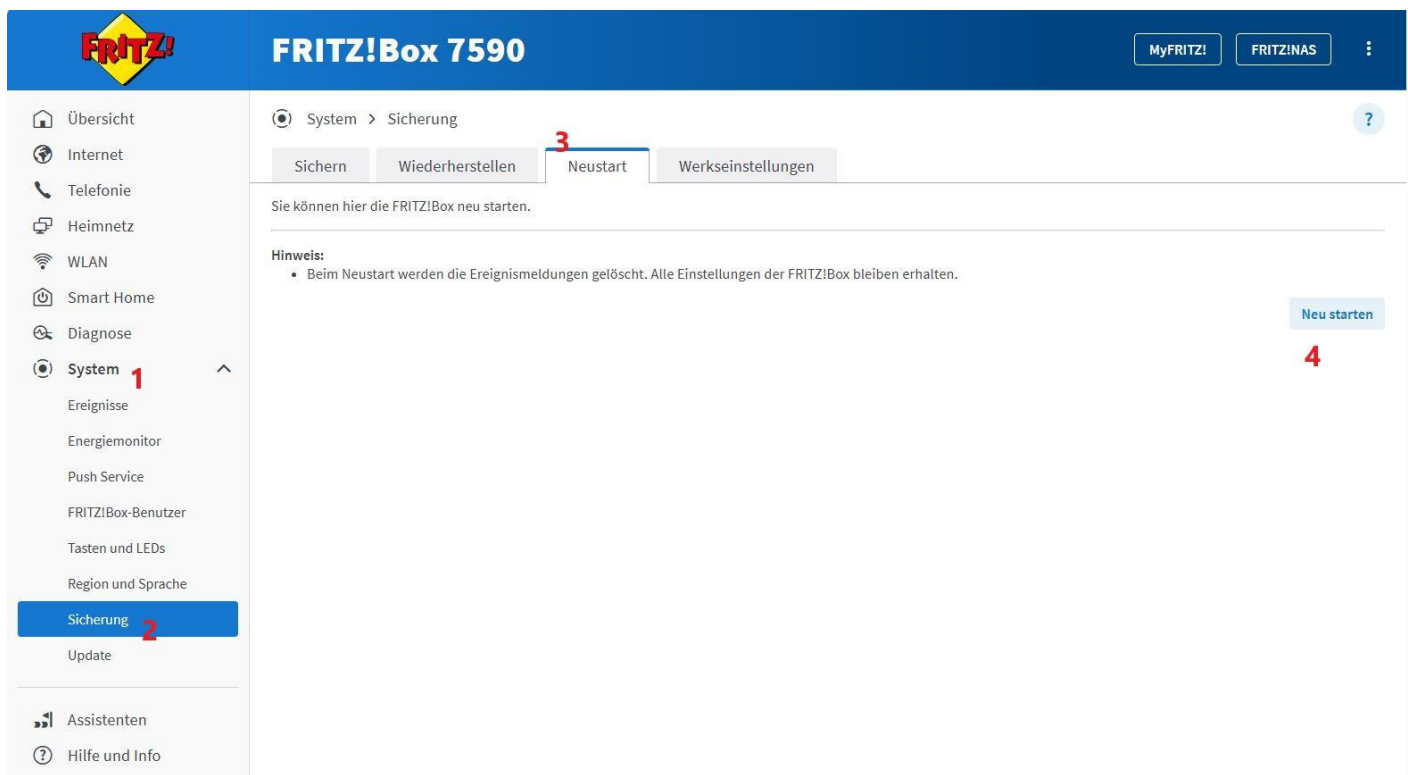 FRITZ!
FRITZ!Box 7590
MyFRITZ!
FRITZ!NAS
Übersicht
Internet
Telefonie
Heimnetz
WLAN
Smart Home
Diagnose
System 1
Ereignisse
Energiemonitor
Push Service
FRITZ!Box-Benutzer
Tasten und LEDs
Region und Sprache
Sicherung 2
Update
Assistenten
Hilfe und Info
System > Sicherung
?
3
Sichern Wiederherstellen Neustart Werkseinstellungen
Sie können hier die FRITZ!Box neu starten.
Hinweis:
• Beim Neustart werden die Ereignismeldungen gelöscht. Alle Einstellungen der FRITZ!Box bleiben erhalten.
Neu starten
4